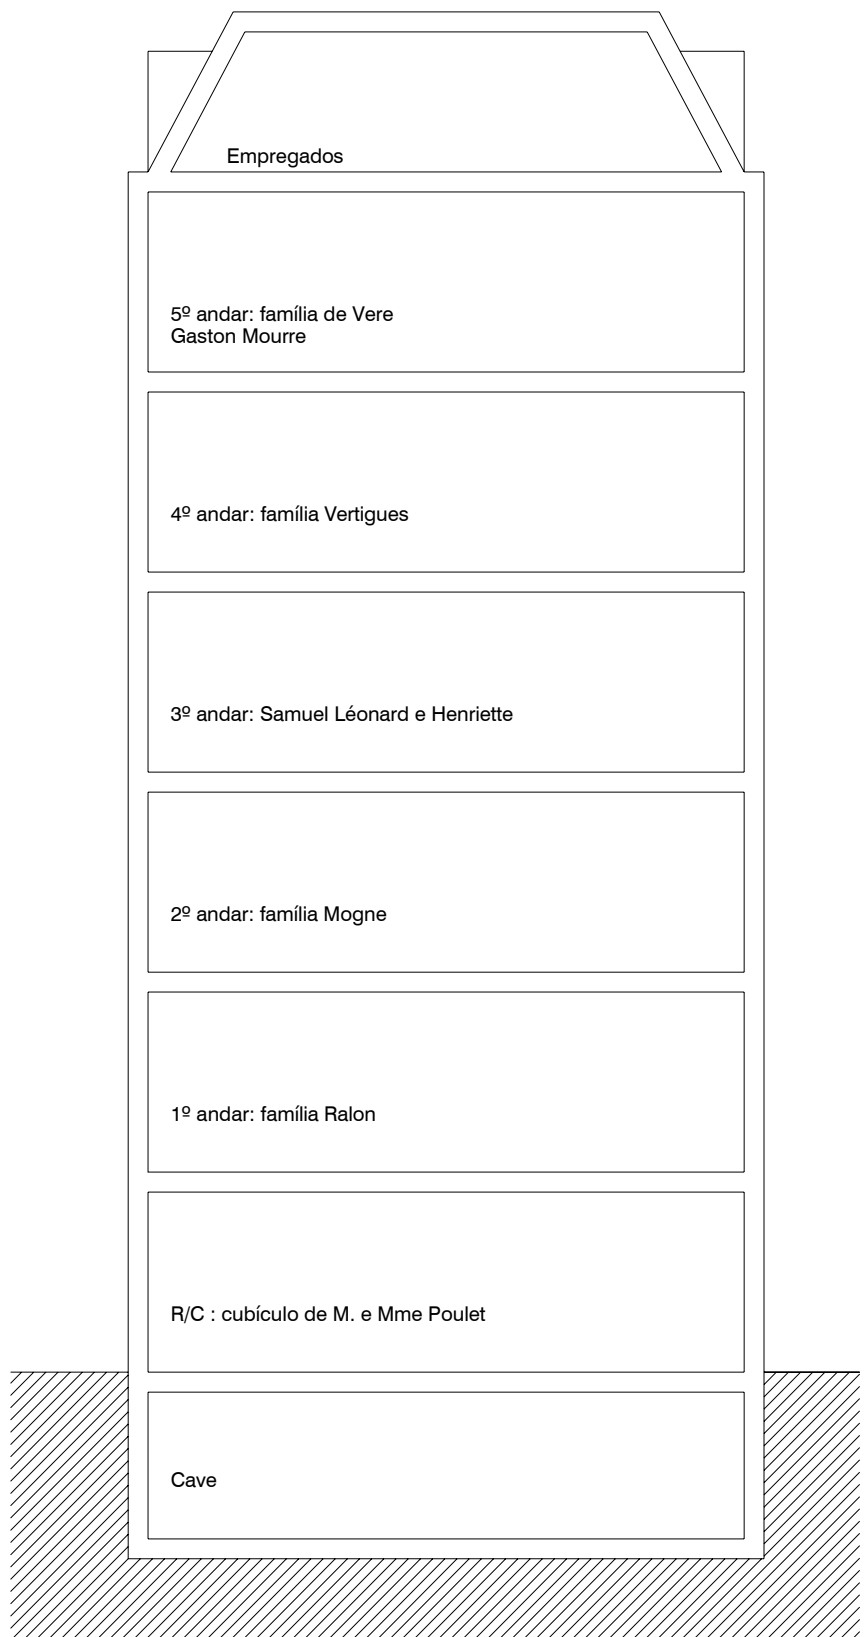 Empregados
5º andar: família de Vere
Gaston Mourre
4º andar: família Vertigues
3º andar: Samuel Léonard e Henriette
2º andar: família Mogne
1º andar: família Ralon
R/C : cubículo de M. e Mme Poulet
Cave